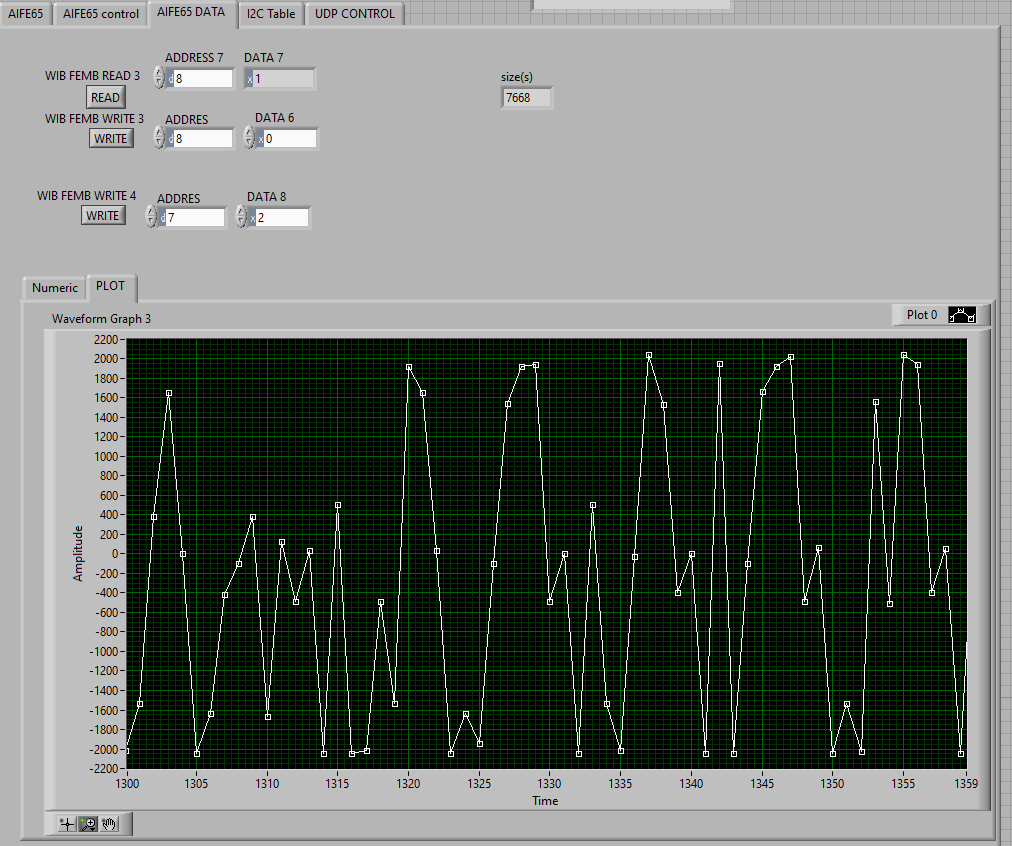 AIFE65 AIFE65 control AIFE65 DATA I2C Table UDP CONTROL
ADDRESS 7 DATA 7
WIB FEMB READ 3 d 8 x 1
READ
size(s)
7668
WIB FEMB WRITE 3 ADDRES DATA 6
WRITE d 8 x 0
WIB FEMB WRITE 4 ADDRES DATA 8
WRITE d 7 x 2
Numeric PLOT
Waveform Graph 3 Plot 0
2200
2000
1800
1600
1400
1200
1000
800
600
400
200
0
-200
-400
-600
-800
-1000
-1200
-1400
-1600
-1800
-2000
-2200
Amplitude
1300 1305 1310 1315 1320 1325 1330 1335 1340 1345 1350 1355 1359
Time